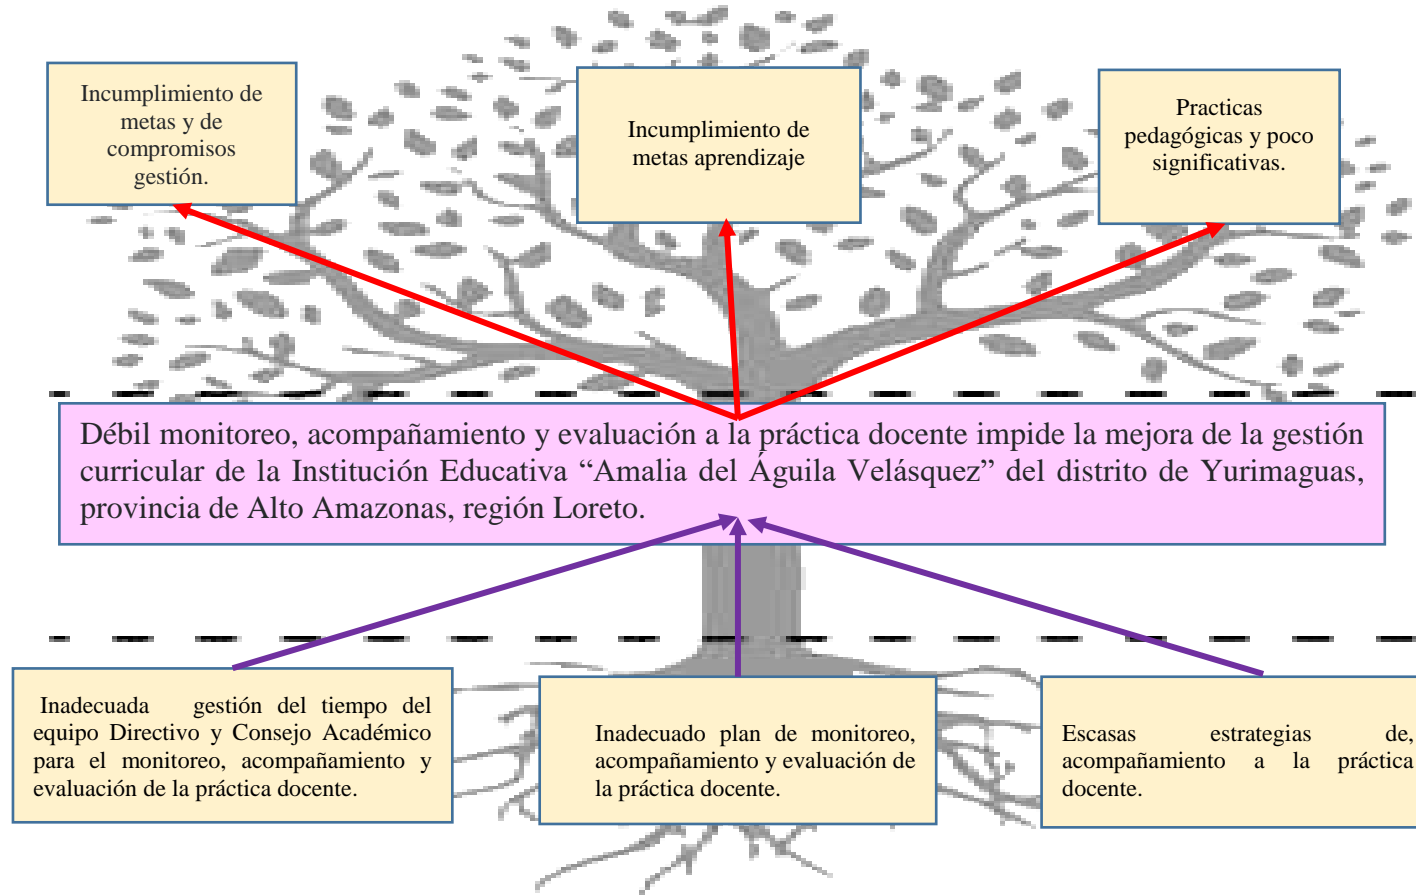 Incumplimiento de
metas y de
compromisos
gestión.
Incumplimiento de
metas aprendizaje
Practicas
pedagógicas y poco
significativas.
Débil monitoreo, acompañamiento y evaluación a la práctica docente impide la mejora de la gestión
curricular de la Institución Educativa “Amalia del Águila Velásquez” del distrito de Yurimaguas,
provincia de Alto Amazonas, región Loreto.
Inadecuada gestión del tiempo del
equipo Directivo y Consejo Académico
para el monitoreo, acompañamiento y
evaluación de la práctica docente.
Inadecuado plan de monitoreo,
acompañamiento y evaluación de
la práctica docente.
Escasas estrategias de,
acompañamiento a la práctica
docente.